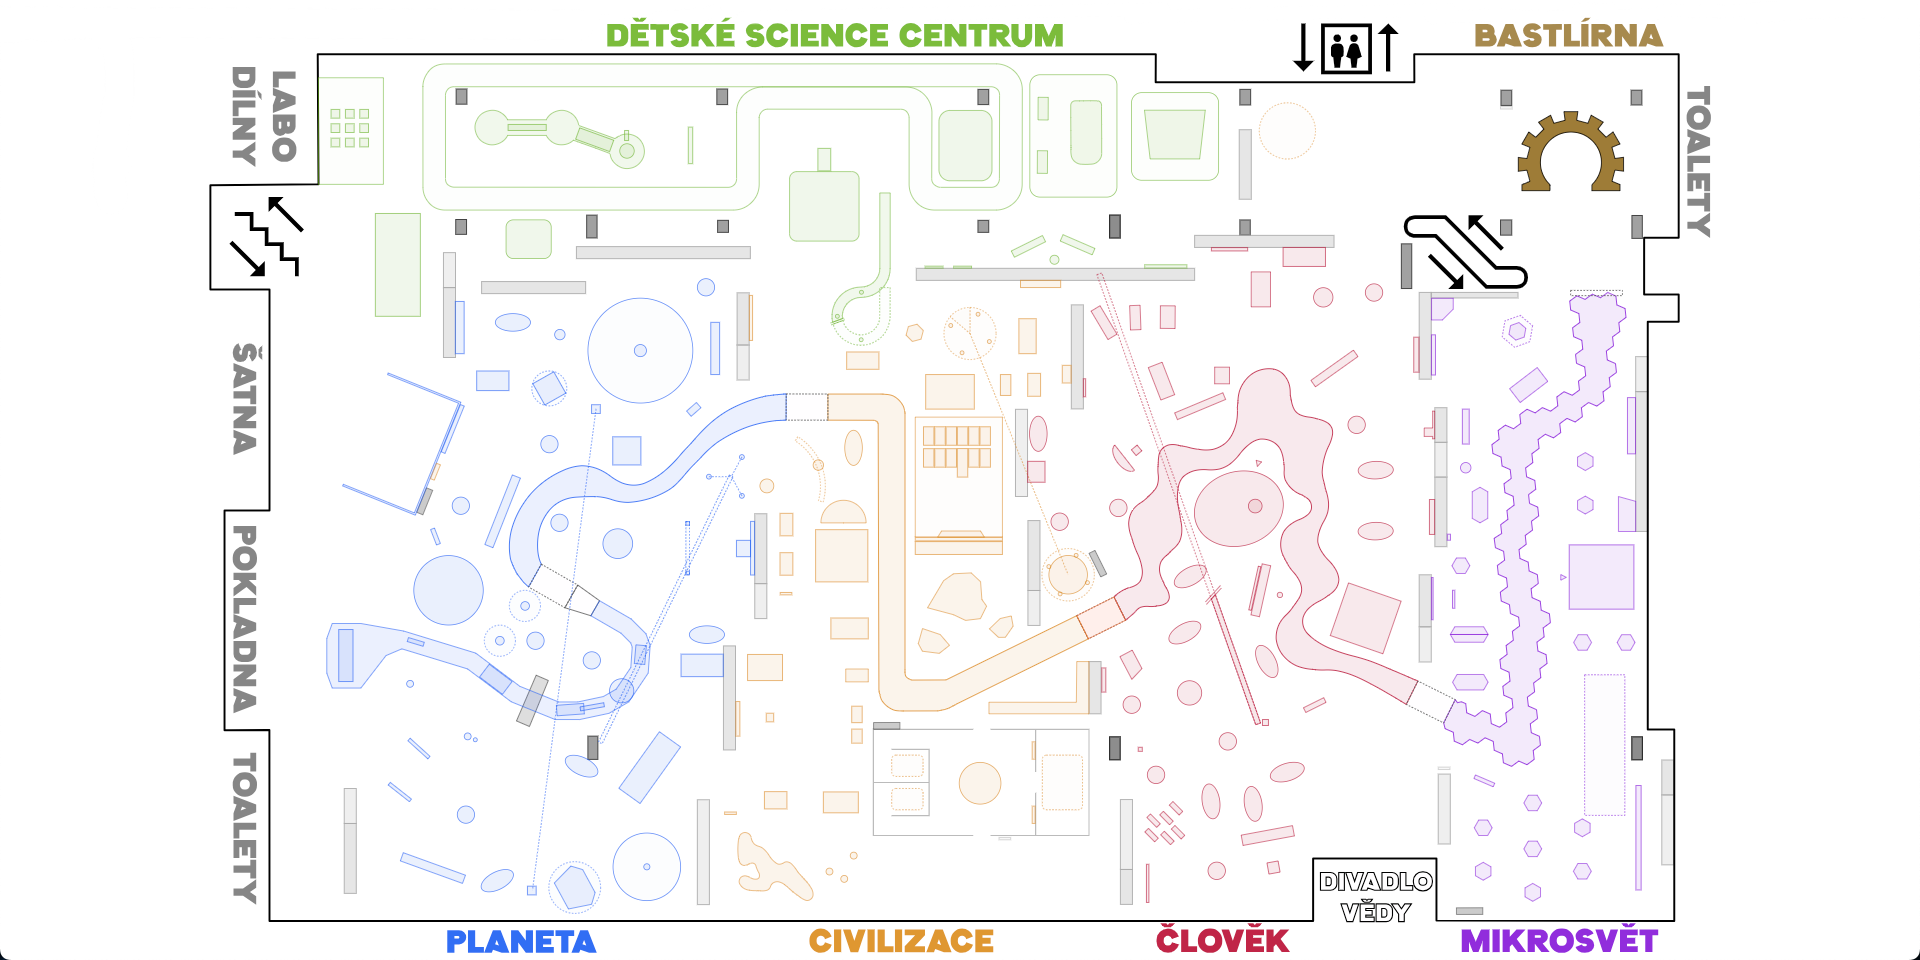 DĚTSKÉ SCIENCE CENTRUM
BASTLÍRNA
LABO
DÍLNY
TOALETY
ŠATNA
POKLADNA
TOALETY
DIVADLO
VĚDY
PLANETA
CIVILIZACE
ČLOVĚK
MIKROSVĚT